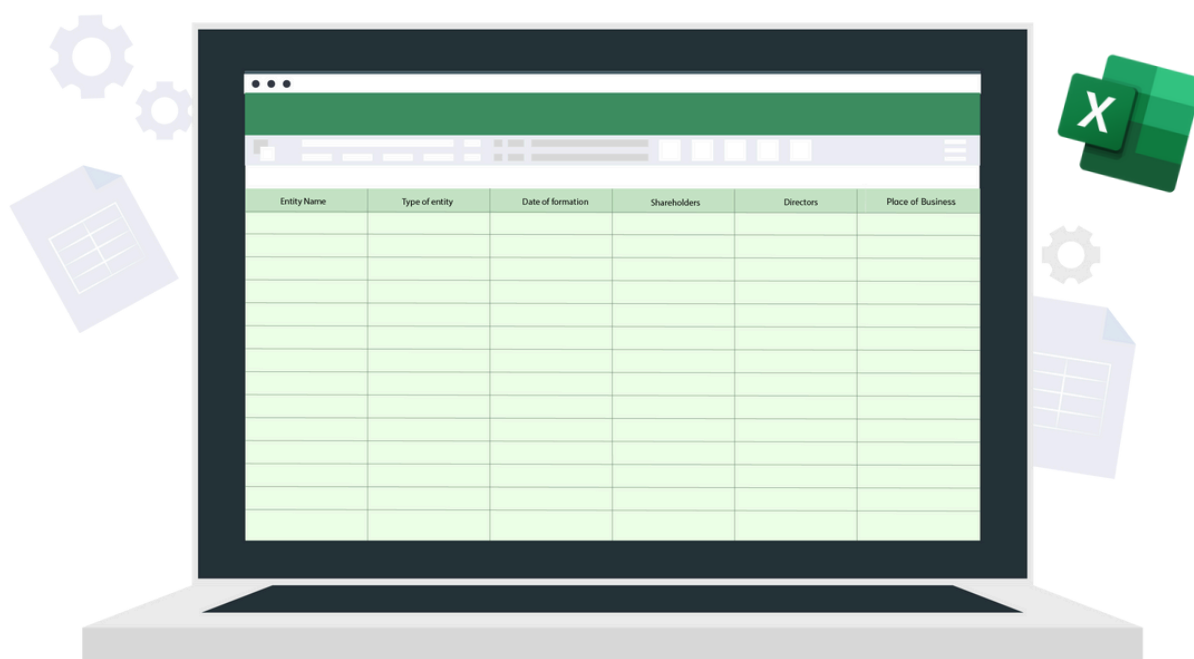 X
Entity Name
Type of entity
Date of formation
Shareholders
Directors
Place of Business